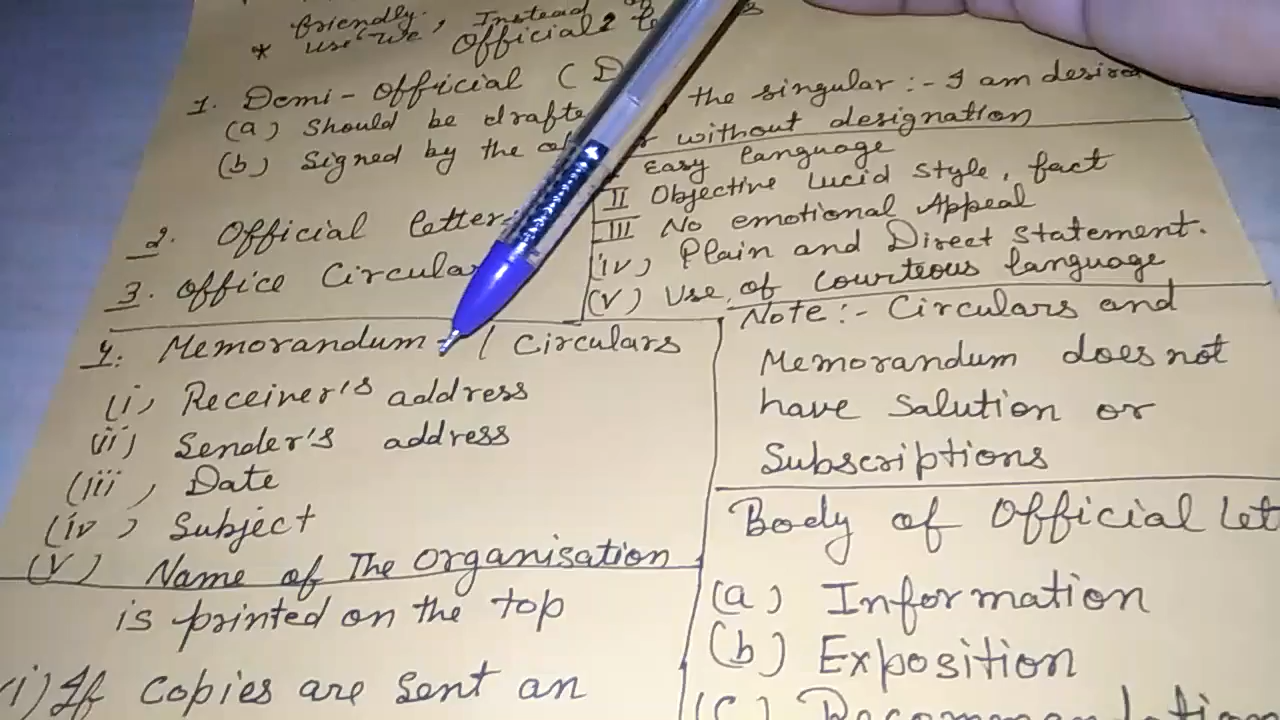 friendly.
* use 'We', Instead
Official
1. Demi - Official (D
(a) Should be drafte the singular :- I am desired
(b) Signed by the without designation
Easy language
II Objective Lucid style, fact
III No emotional Appeal
(iv) Plain and Direct statement.
(v) Use of Courteous language
2. Official letter
3. Office Circular
4. Memorandum - / Circulars
(i) Receiver's address
(ii) Sender's address
(iii) Date
(iv) Subject
(v) Name of The Organisation
is printed on the top
i) If Copies are Sent an
Note :- Circulars and
Memorandum does not
have Salution or
Subscriptions
Body of Official Let
(a) Information
(b) Exposition
(c) Recommendation